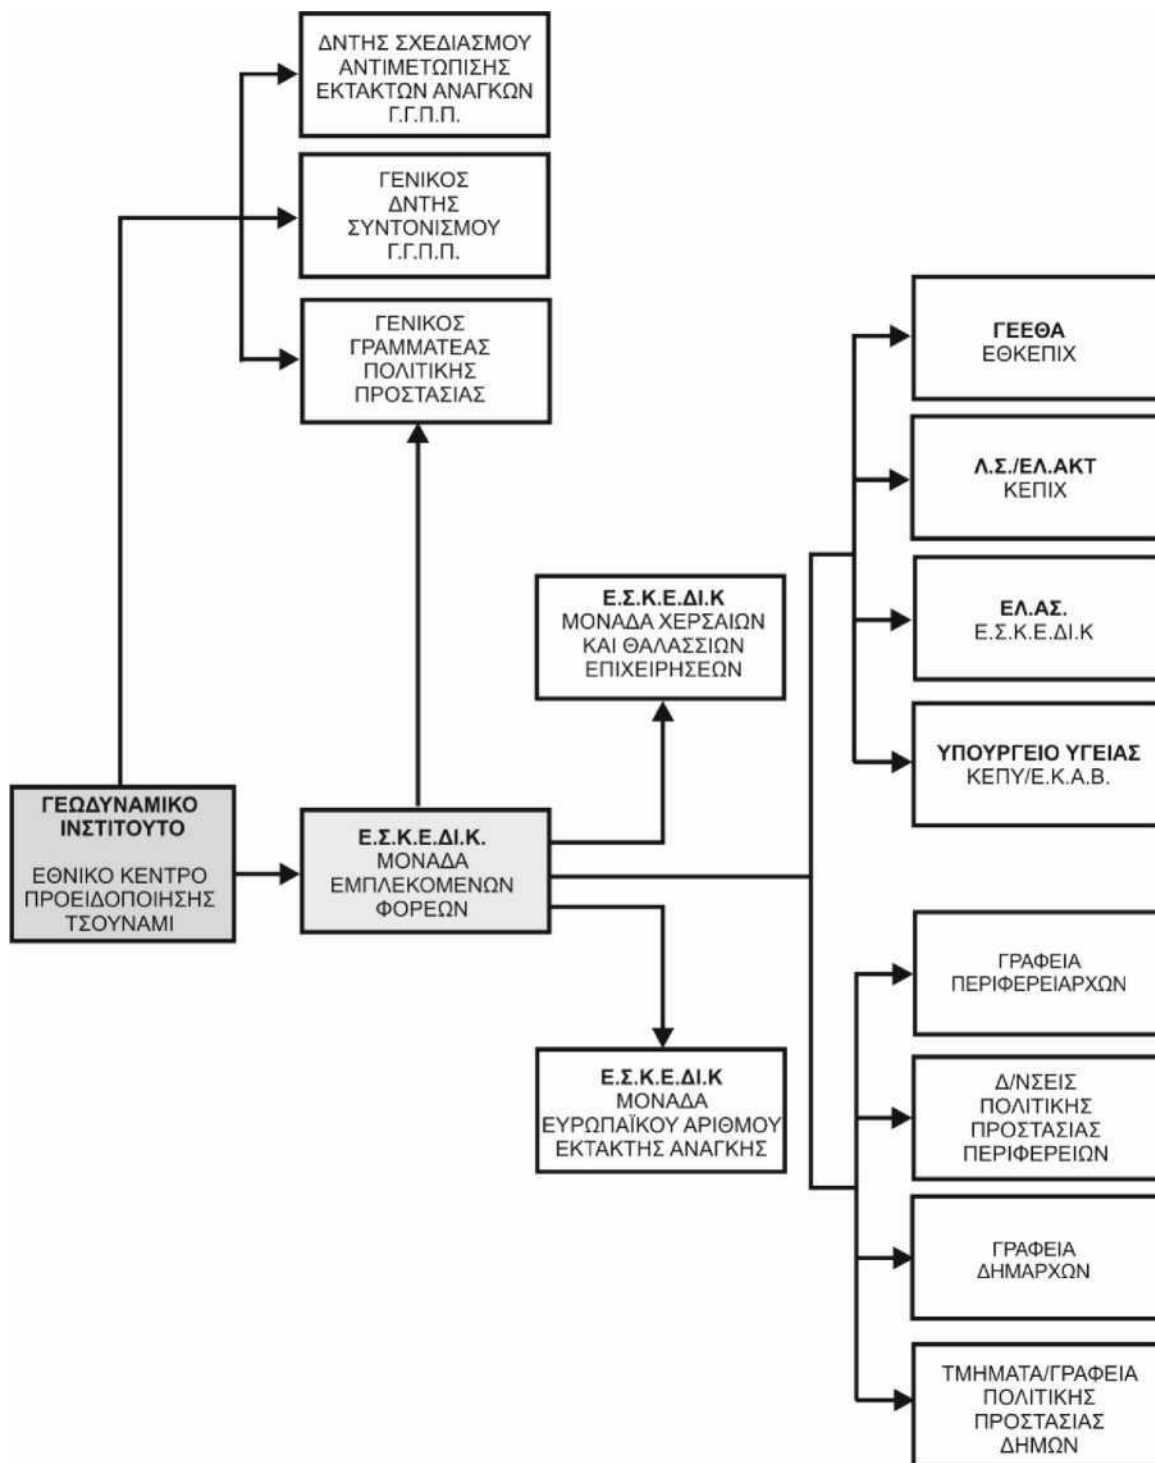 ΔΝΤΗΣ ΣΧΕΔΙΑΣΜΟΥ
ΑΝΤΙΜΕΤΩΠΙΣΗΣ
ΕΚΤΑΚΤΩΝ ΑΝΑΓΚΩΝ
Γ.Γ.Π.Π.
ΓΕΝΙΚΟΣ
ΔΝΤΗΣ
ΣΥΝΤΟΝΙΣΜΟΥ
Γ.Γ.Π.Π.
ΓΕΝΙΚΟΣ
ΓΡΑΜΜΑΤΕΑΣ
ΠΟΛΙΤΙΚΗΣ
ΠΡΟΣΤΑΣΙΑΣ
ΓΕΩΔΥΝΑΜΙΚΟ
ΙΝΣΤΙΤΟΥΤΟ
ΕΘΝΙΚΟ ΚΕΝΤΡΟ
ΠΡΟΕΙΔΟΠΟΙΗΣΗΣ
ΤΣΟΥΝΑΜΙ
Ε.Σ.Κ.Ε.ΔΙ.Κ.
ΜΟΝΑΔΑ
ΕΜΠΛΕΚΟΜΕΝΩΝ
ΦΟΡΕΩΝ
Ε.Σ.Κ.Ε.ΔΙ.Κ
ΜΟΝΑΔΑ ΧΕΡΣΑΙΩΝ
ΚΑΙ ΘΑΛΑΣΣΙΩΝ
ΕΠΙΧΕΙΡΗΣΕΩΝ
Ε.Σ.Κ.Ε.ΔΙ.Κ
ΜΟΝΑΔΑ
ΕΥΡΩΠΑΪΚΟΥ ΑΡΙΘΜΟΥ
ΕΚΤΑΚΤΗΣ ΑΝΑΓΚΗΣ
ΓΕΕΘΑ
ΕΘΚΕΠΙΧ
Λ.Σ./ΕΛ.ΑΚΤ
ΚΕΠΙΧ
ΕΛ.ΑΣ.
Ε.Σ.Κ.Ε.ΔΙ.Κ
ΥΠΟΥΡΓΕΙΟ ΥΓΕΙΑΣ
ΚΕΠΥ/Ε.Κ.Α.Β.
ΓΡΑΦΕΙΑ
ΠΕΡΙΦΕΡΕΙΑΡΧΩΝ
Δ/ΝΣΕΙΣ
ΠΟΛΙΤΙΚΗΣ
ΠΡΟΣΤΑΣΙΑΣ
ΠΕΡΙΦΕΡΕΙΩΝ
ΓΡΑΦΕΙΑ
ΔΗΜΑΡΧΩΝ
ΤΜΗΜΑΤΑ/ΓΡΑΦΕΙΑ
ΠΟΛΙΤΙΚΗΣ
ΠΡΟΣΤΑΣΙΑΣ
ΔΗΜΩΝ